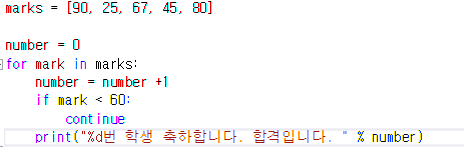 marks = [90, 25, 67, 45, 80]
number = 0
for mark in marks:
    number = number +1
    if mark < 60:
        continue
    print("%d번 학생 축하합니다. 합격입니다. " % number)